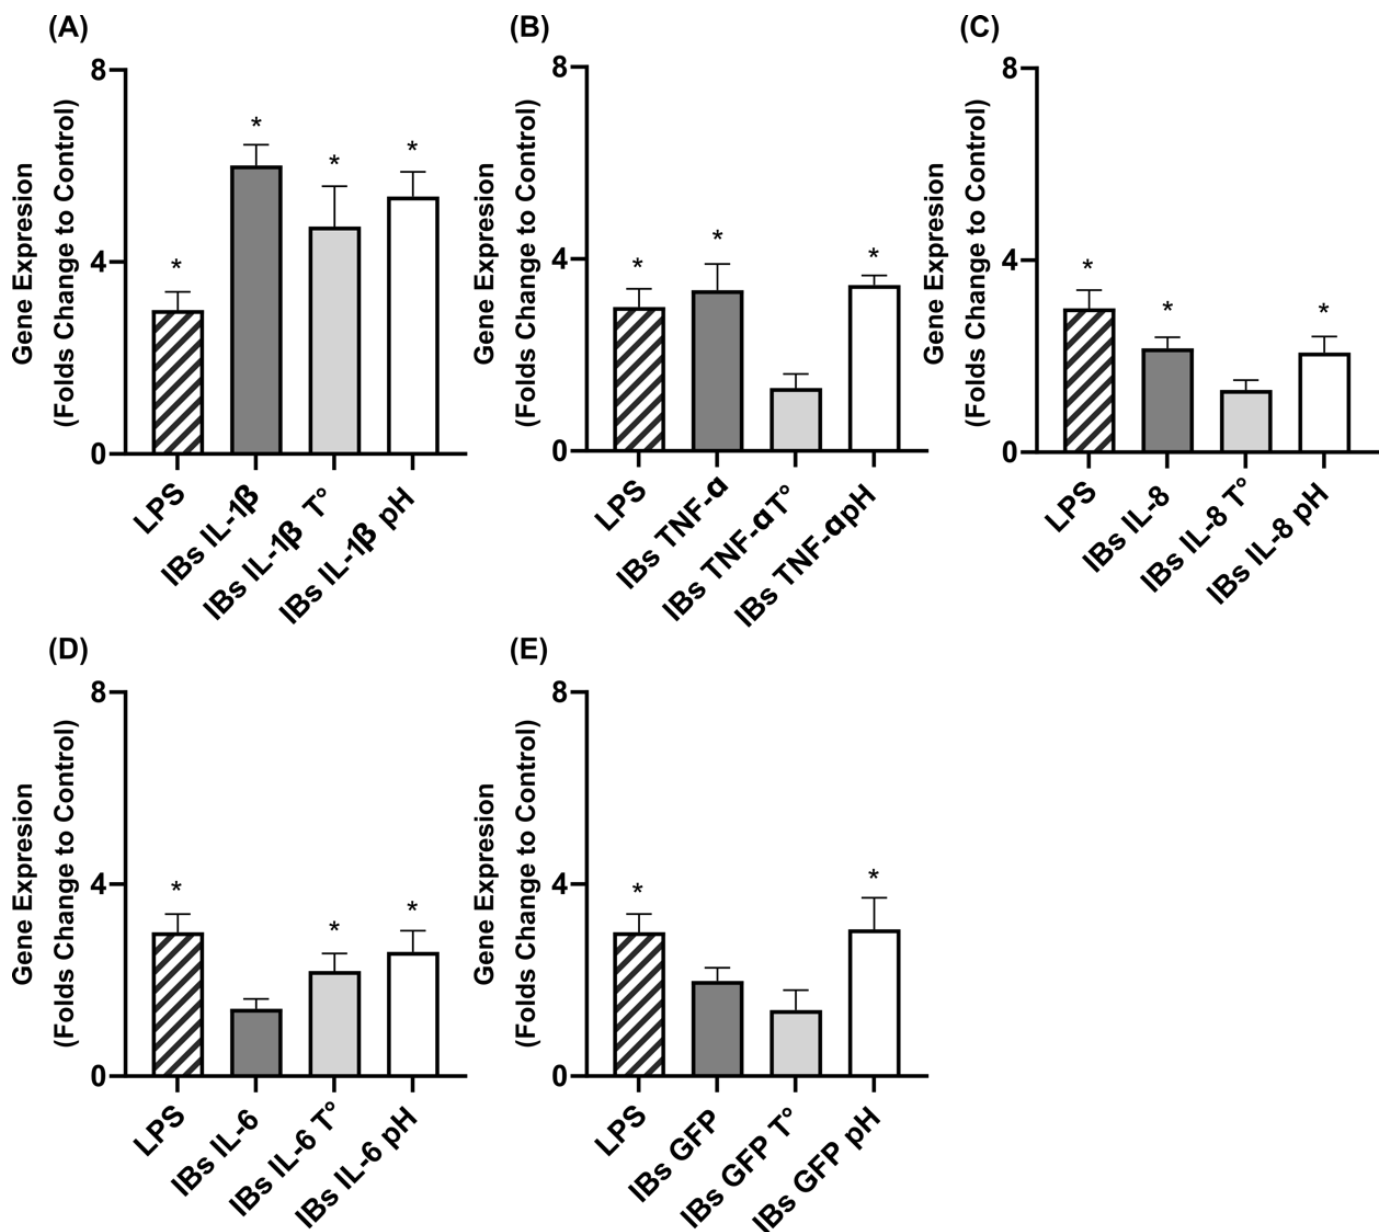 (A)
Gene Expresion
(Folds Change to Control)
8
4
0
*
*
*
*
LPS
IBs IL-1β
IBs IL-1β T°
IBs IL-1β pH
(B)
Gene Expresion
(Folds Change to Control)
8
4
0
*
*
*
LPS
IBs TNF-α
IBs TNF-αT°
IBs TNF-αpH
(C)
Gene Expresion
(Folds Change to Control)
8
4
0
*
*
*
LPS
IBs IL-8
IBs IL-8 T°
IBs IL-8 pH
(D)
Gene Expresion
(Folds Change to Control)
8
4
0
*
*
*
LPS
IBs IL-6
IBs IL-6 T°
IBs IL-6 pH
(E)
Gene Expresion
(Folds Change to Control)
8
4
0
*
*
LPS
IBs GFP
IBs GFP T°
IBs GFP pH